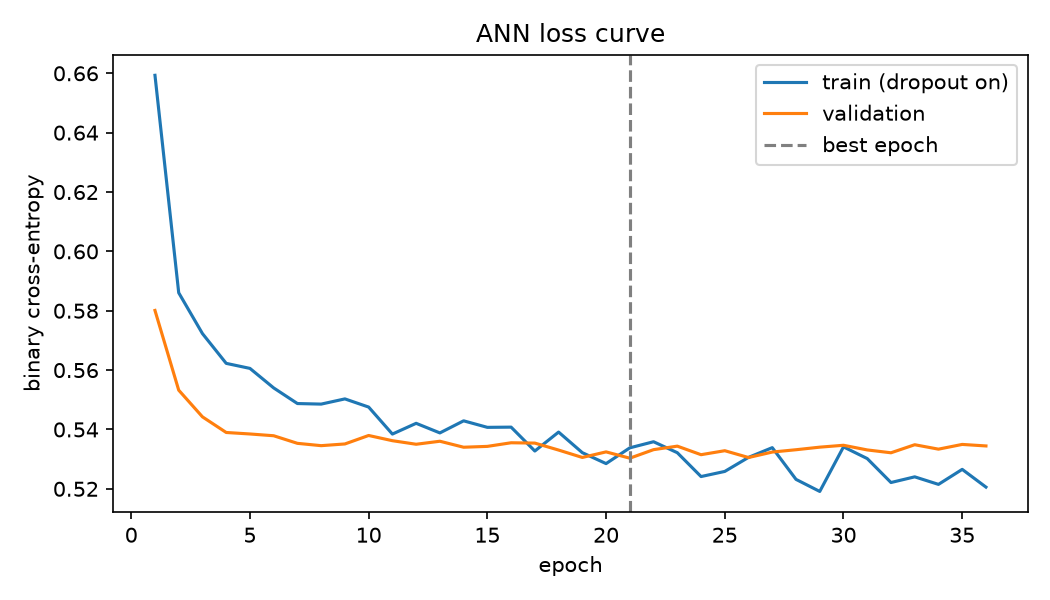 ANN loss curve
train (dropout on)
validation
best epoch
binary cross-entropy
0.66
0.64
0.62
0.60
0.58
0.56
0.54
0.52
0 5 10 15 20 25 30 35
epoch